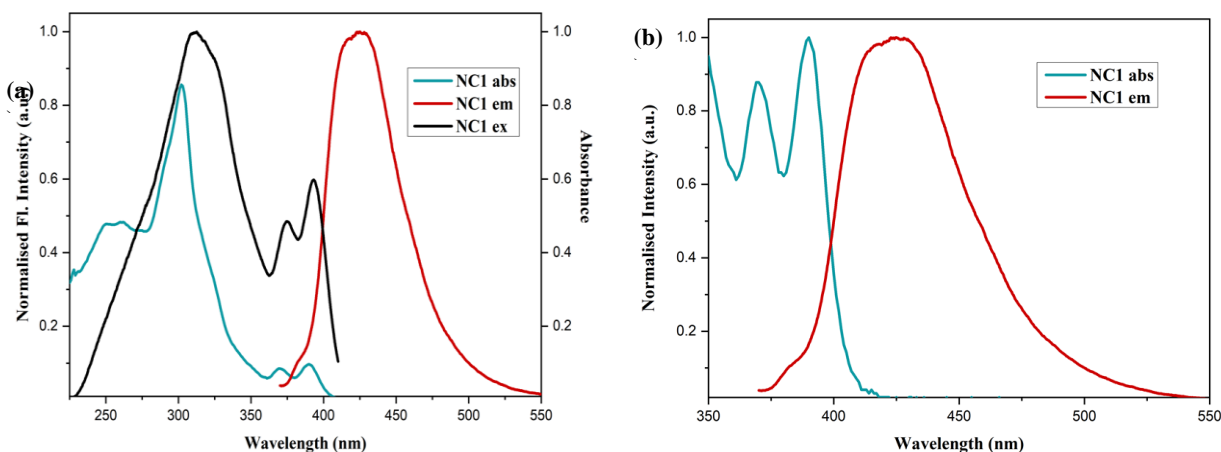 (a)
Normalised Fl. Intensity (a.u.)
1.0
0.8
0.6
0.4
0.2
NC1 abs
NC1 em
NC1 ex
1.0
0.8
0.6
0.4
0.2
Absorbance
250 300 350 400 450 500 550
Wavelength (nm)
(b)
Normalised Intensity (a.u.)
1.0
0.8
0.6
0.4
0.2
NC1 abs
NC1 em
350 400 450 500 550
Wavelength (nm)